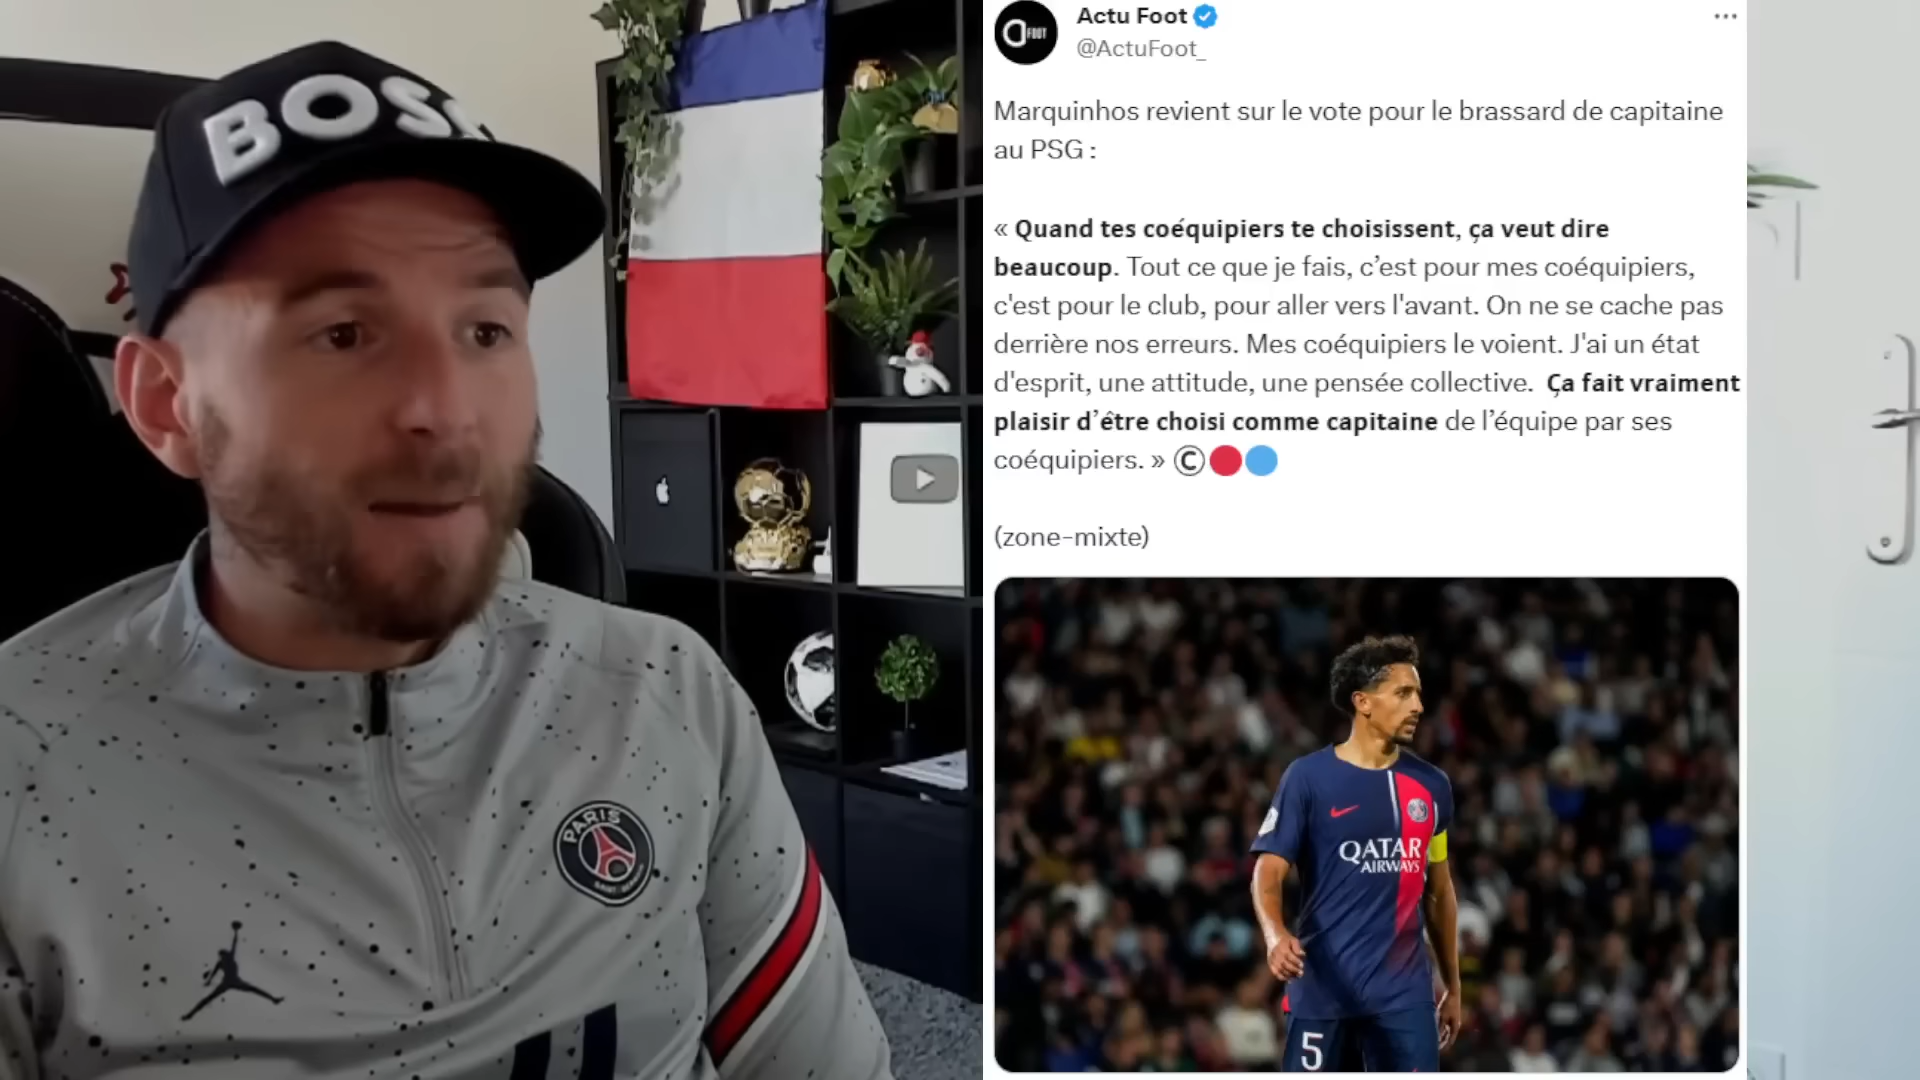 BOSS
Actu Foot
@ActuFoot_
FOOT
Marquinhos revient sur le vote pour le brassard de capitaine
au PSG :
« Quand tes coéquipiers te choisissent, ça veut dire
beaucoup. Tout ce que je fais, c’est pour mes coéquipiers,
c'est pour le club, pour aller vers l'avant. On ne se cache pas
derrière nos erreurs. Mes coéquipiers le voient. J'ai un état
d'esprit, une attitude, une pensée collective. Ça fait vraiment
plaisir d’être choisi comme capitaine de l’équipe par ses
coéquipiers. » ©🔴🔵
(zone-mixte)
PARIS
QATAR
AIRWAYS
5